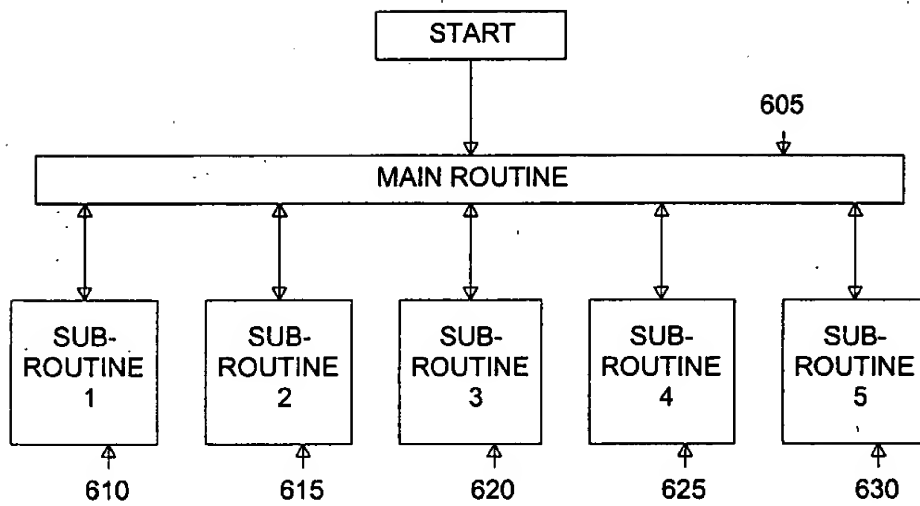 START
605
MAIN ROUTINE
SUB-
ROUTINE
1
SUB-
ROUTINE
2
SUB-
ROUTINE
3
SUB-
ROUTINE
4
SUB-
ROUTINE
5
610
615
620
625
630